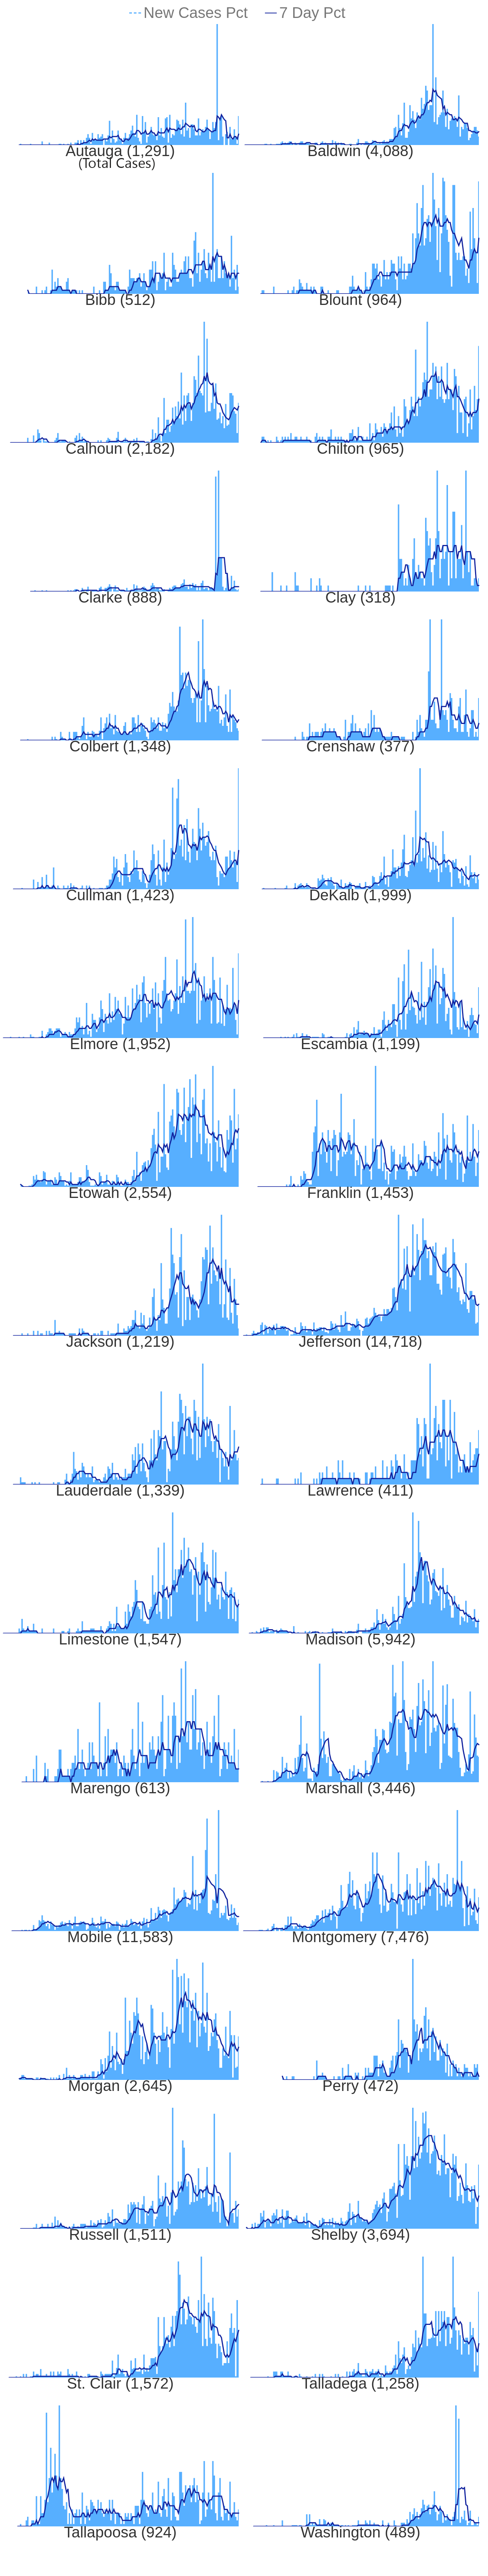 New Cases Pct 7 Day Pct
Autauga (1,291) Baldwin (4,088)
(Total Cases)
Bibb (512) Blount (964)
Calhoun (2,182) Chilton (965)
Clarke (888) Clay (318)
Colbert (1,348) Crenshaw (377)
Cullman (1,423) DeKalb (1,999)
Elmore (1,952) Escambia (1,199)
Etowah (2,554) Franklin (1,453)
Jackson (1,219) Jefferson (14,718)
Lauderdale (1,339) Lawrence (411)
Limestone (1,547) Madison (5,942)
Marengo (613) Marshall (3,446)
Mobile (11,583) Montgomery (7,476)
Morgan (2,645) Perry (472)
Russell (1,511) Shelby (3,694)
St. Clair (1,572) Talladega (1,258)
Tallapoosa (924) Washington (489)